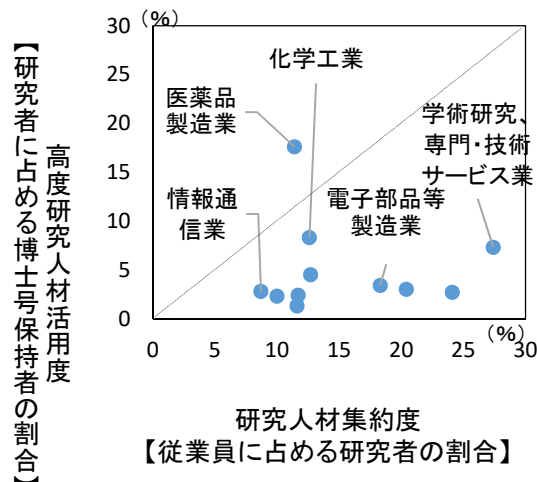 【研究者に占める博士号保持者の割合】
高度研究人材活用度
(%)
30
25
20
15
10
5
0
化学工業
医薬品
製造業
学術研究、
専門・技術
サービス業
情報通
信業
電子部品等
製造業
(%)
0 5 10 15 20 25 30
研究人材集約度
【従業員に占める研究者の割合】